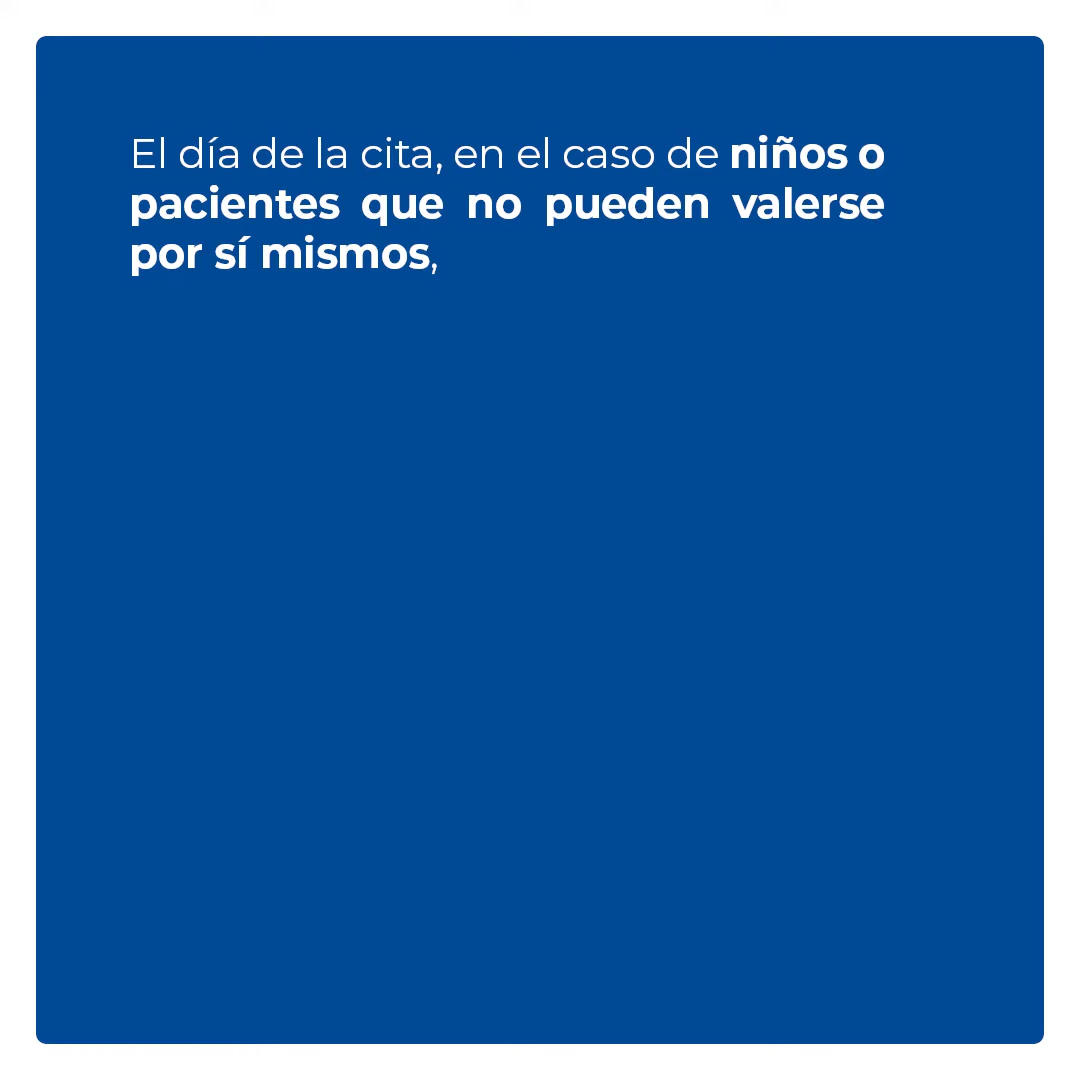 El día de la cita, en el caso de niños o
pacientes que no pueden valerse
por sí mismos,